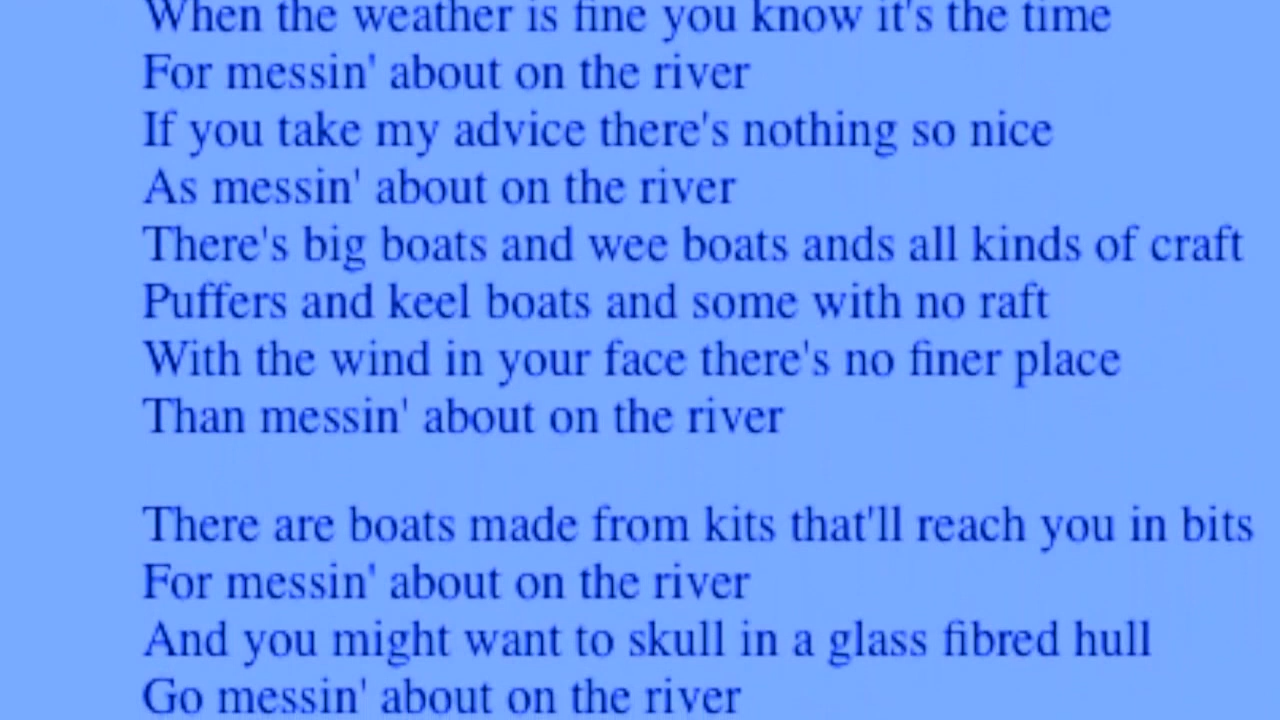 When the weather is fine you know it's the time
For messin' about on the river
If you take my advice there's nothing so nice
As messin' about on the river
There's big boats and wee boats ands all kinds of craft
Puffers and keel boats and some with no raft
With the wind in your face there's no finer place
Than messin' about on the river
There are boats made from kits that'll reach you in bits
For messin' about on the river
And you might want to skull in a glass fibred hull
Go messin' about on the river